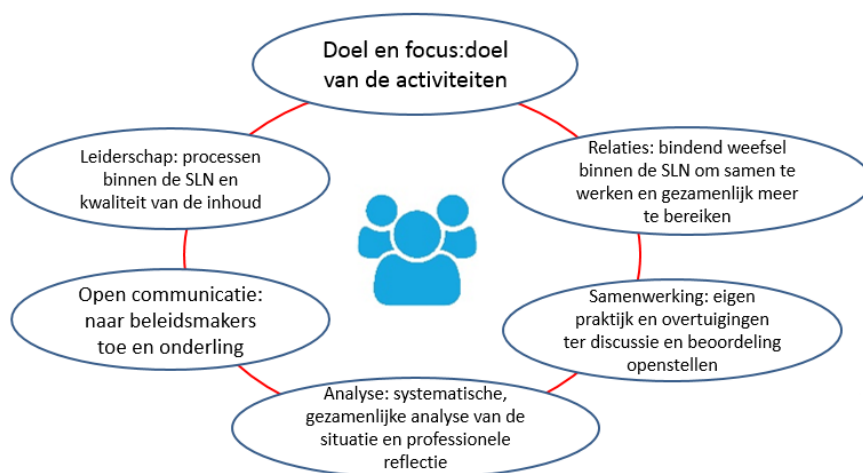 Doel en focus:doel
van de activiteiten
Relaties: bindend weefsel
binnen de SLN om samen te
werken en gezamenlijk meer
te bereiken
Samenwerking: eigen
praktijk en overtuigingen
ter discussie en beoordeling
openstellen
Analyse: systematische,
gezamenlijke analyse van de
situatie en professionele
reflectie
Open communicatie:
naar beleidsmakers
toe en onderling
Leiderschap: processen
binnen de SLN en
kwaliteit van de inhoud